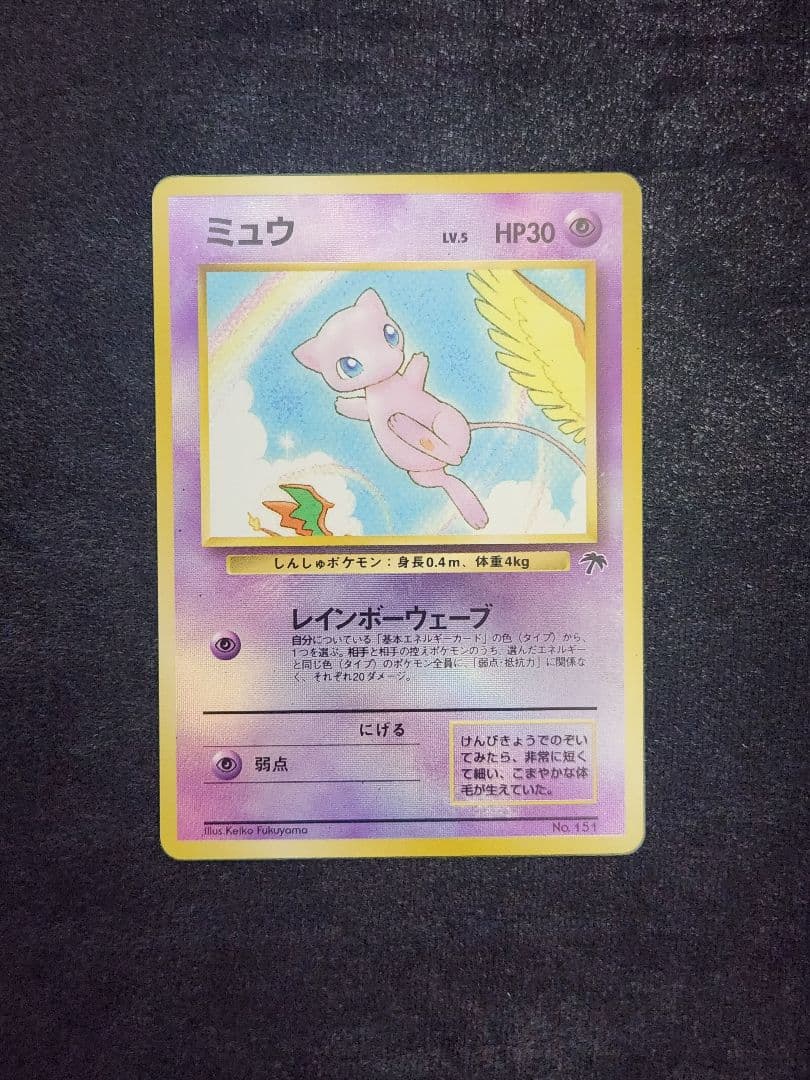 ミュウ LV.5 HP30
しんしゅポケモン：身長0.4m、体重4kg
レインボーウェーブ
自分についている「基本エネルギーカード」の色（タイプ）から、
1つを選ぶ。相手と相手の控えポケモンのうち、選んだエネルギー
と同じ色（タイプ）のポケモン全員に、「弱点・抵抗力」に関係な
く、それぞれ20ダメージ。
にげる
弱点
けんびきょうでのぞい
てみたら、非常に短く
て細い、こまやかな体
毛が生えていた。
Illus.Keiko Fukuyama
No. 151